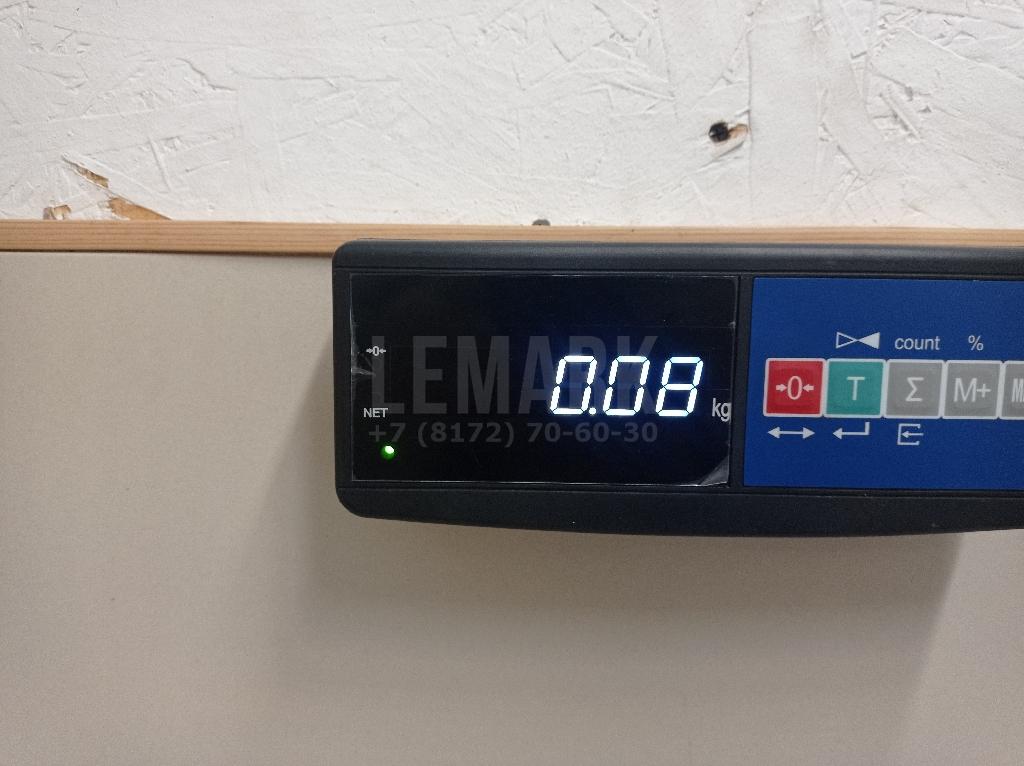 LEMARK
+7 (8172) 70-60-30
→0←
NET
0.08 kg
count %
→0← T Σ M+